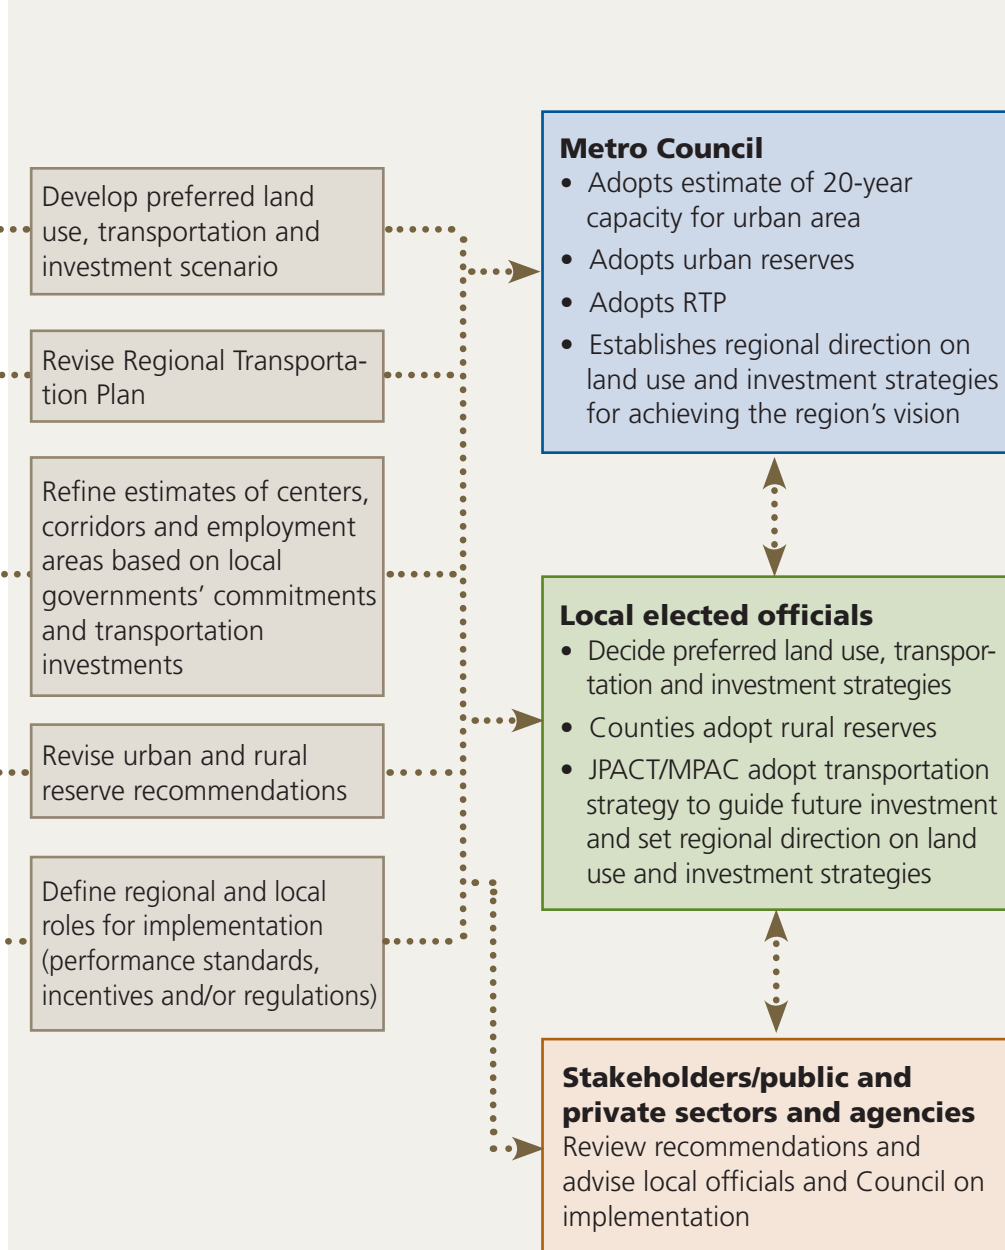 Develop preferred land
use, transportation and
investment scenario
Revise Regional Transporta-
tion Plan
Refine estimates of centers,
corridors and employment
areas based on local
governments’ commitments
and transportation
investments
Revise urban and rural
reserve recommendations
Define regional and local
roles for implementation
(performance standards,
incentives and/or regulations)
Metro Council
• Adopts estimate of 20-year
capacity for urban area
• Adopts urban reserves
• Adopts RTP
• Establishes regional direction on
land use and investment strategies
for achieving the region’s vision
Local elected officials
• Decide preferred land use, transpor-
tation and investment strategies
• Counties adopt rural reserves
• JPACT/MPAC adopt transportation
strategy to guide future investment
and set regional direction on land
use and investment strategies
Stakeholders/public and
private sectors and agencies
Review recommendations and
advise local officials and Council on
implementation